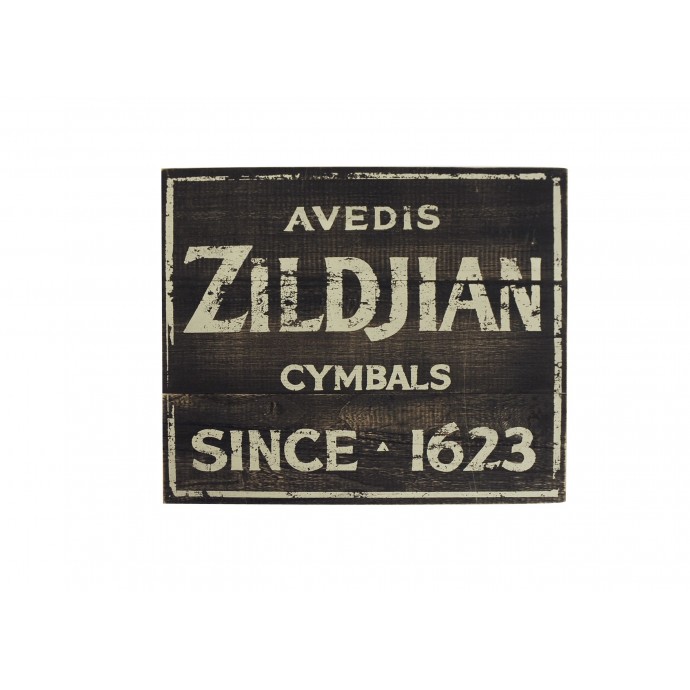 AVEDIS
ZILDJIAN
CYMBALS
SINCE ▲ 1623